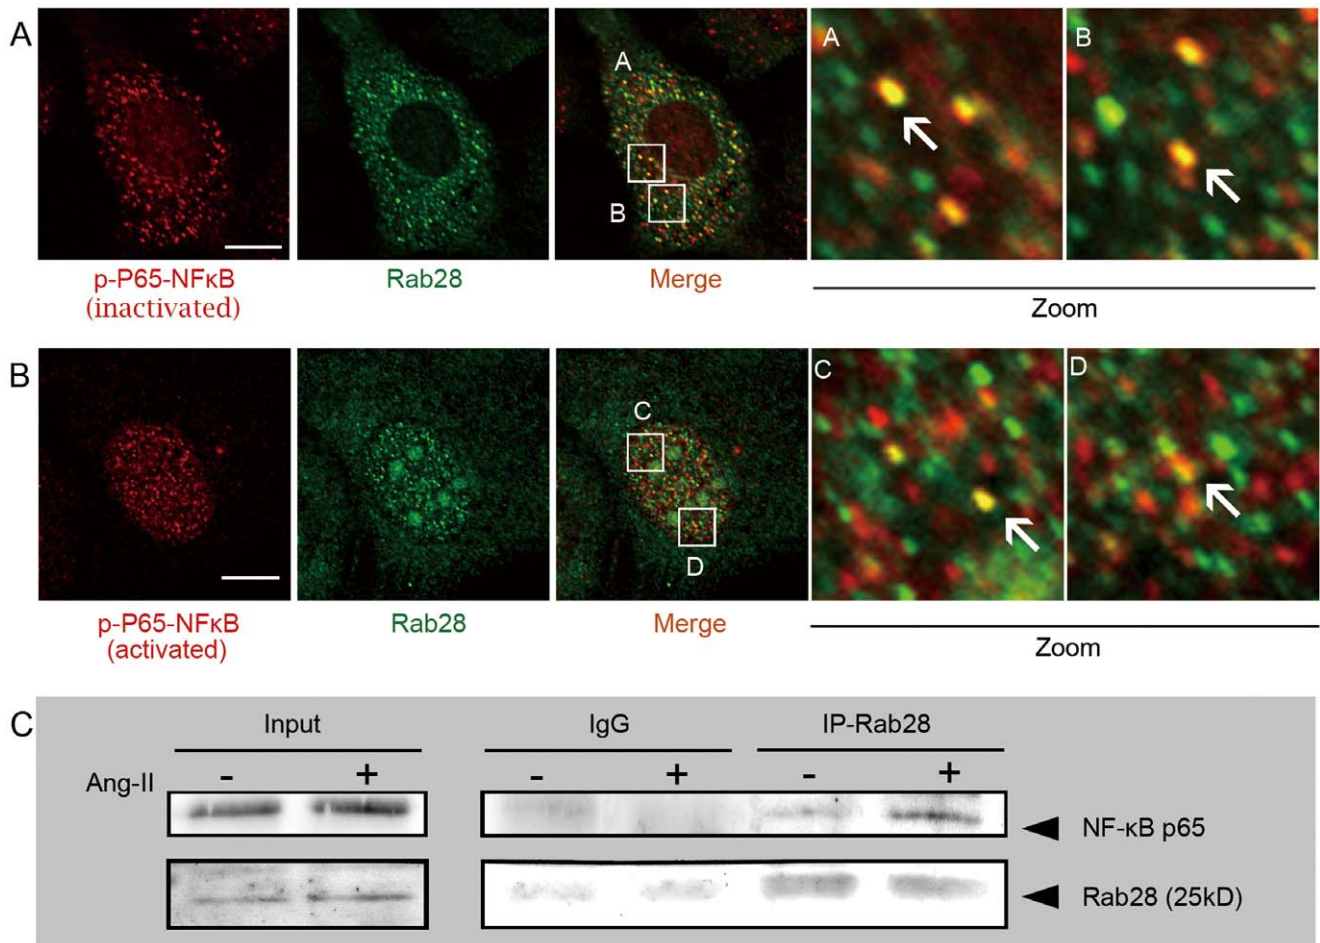 A
A
B
A
B
p-P65-NFκB
(inactivated)
Rab28
Merge
Zoom
B
C
D
C
D
p-P65-NFκB
(activated)
Rab28
Merge
Zoom
C
Input
IgG
IP-Rab28
Ang-II
- + - + - +
NF-κB p65
Rab28 (25kD)